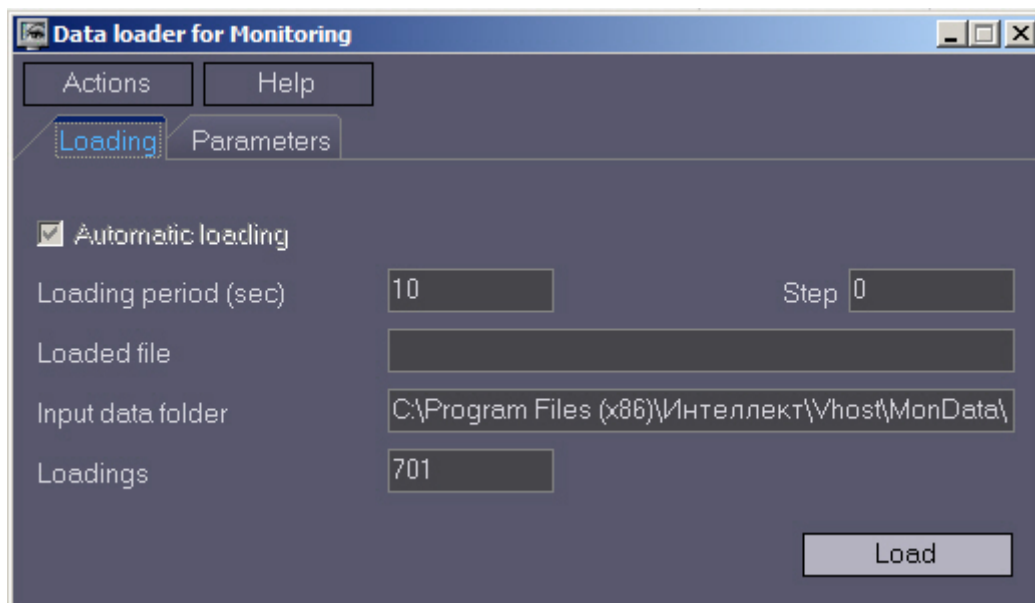 Data loader for Monitoring
Actions Help
Loading Parameters
Automatic loading
Loading period (sec) 10 Step 0
Loaded file
Input data folder C:\Program Files (x86)\Интеллект\Vhost\MonData\
Loadings 701
Load